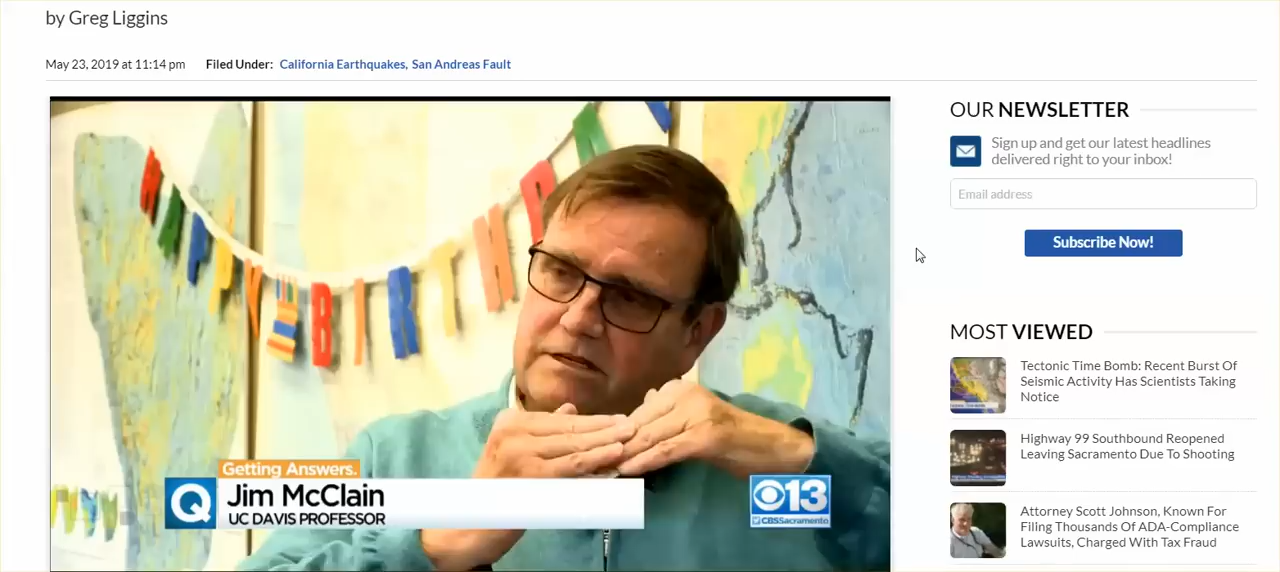 by Greg Liggins
May 23, 2019 at 11:14 pm Filed Under: California Earthquakes, San Andreas Fault
HAPPY BIRTHD
Getting Answers.
Q Jim McClain
UC DAVIS PROFESSOR
13
CBSSacramento
OUR NEWSLETTER
Sign up and get our latest headlines
delivered right to your inbox!
Email address
Subscribe Now!
MOST VIEWED
Tectonic Time Bomb: Recent Burst Of
Seismic Activity Has Scientists Taking
Notice
Highway 99 Southbound Reopened
Leaving Sacramento Due To Shooting
Attorney Scott Johnson, Known For
Filing Thousands Of ADA-Compliance
Lawsuits, Charged With Tax Fraud